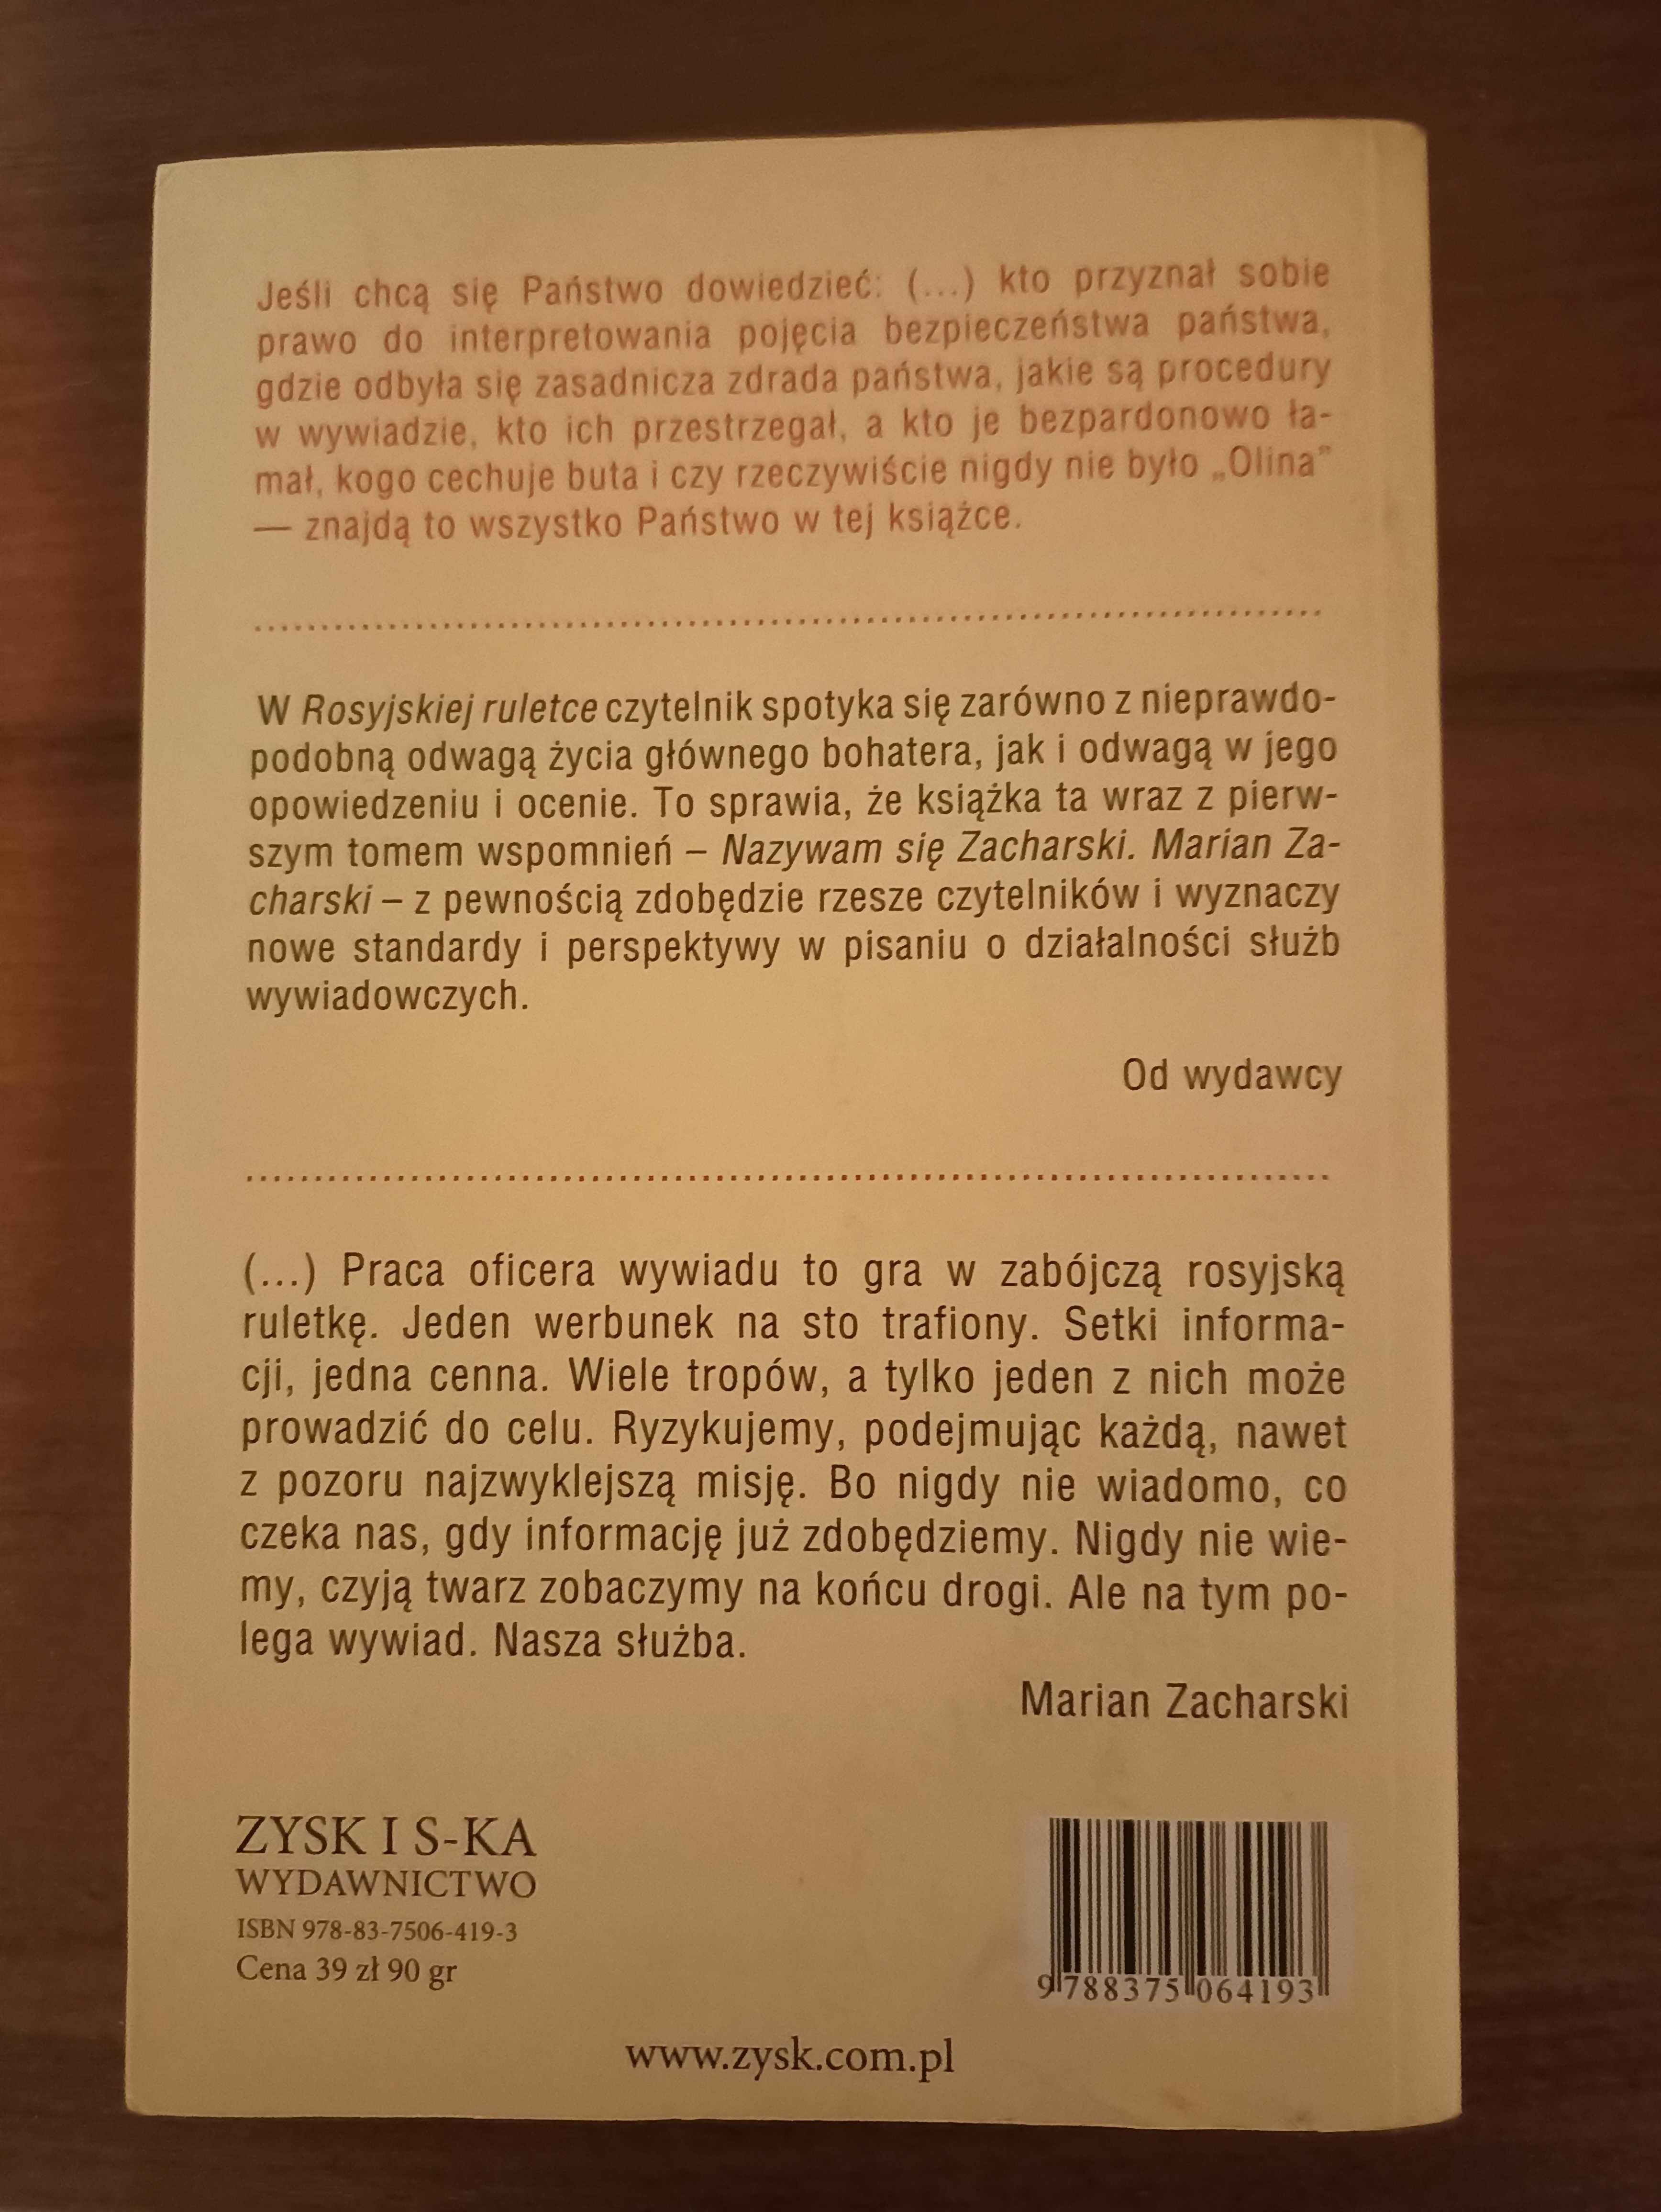 Jeśli chcą się Państwo dowiedzieć: (...) kto przyznał sobie
prawo do interpretowania pojęcia bezpieczeństwa państwa,
gdzie odbyła się zasadnicza zdrada państwa, jakie są procedury
w wywiadzie, kto ich przestrzegał, a kto je bezpardonowo ła-
mał, kogo cechuje buta i czy rzeczywiście nigdy nie było „Olina”
— znajdą to wszystko Państwo w tej książce.
W Rosyjskiej ruletce czytelnik spotyka się zarówno z nieprawdo-
podobną odwagą życia głównego bohatera, jak i odwagą w jego
opowiedzeniu i ocenie. To sprawia, że książka ta wraz z pierw-
szym tomem wspomnień – Nazywam się Zacharski. Marian Za-
charski – z pewnością zdobędzie rzesze czytelników i wyznaczy
nowe standardy i perspektywy w pisaniu o działalności służb
wywiadowczych.
Od wydawcy
(...) Praca oficera wywiadu to gra w zabójczą rosyjską
ruletkę. Jeden werbunek na sto trafiony. Setki informa-
cji, jedna cenna. Wiele tropów, a tylko jeden z nich może
prowadzić do celu. Ryzykujemy, podejmując każdą, nawet
z pozoru najzwyklejszą misję. Bo nigdy nie wiadomo, co
czeka nas, gdy informację już zdobędziemy. Nigdy nie wie-
my, czyją twarz zobaczymy na końcu drogi. Ale na tym po-
lega wywiad. Nasza służba.
Marian Zacharski
ZYSK I S-KA
WYDAWNICTWO
ISBN 978-83-7506-419-3
Cena 39 zł 90 gr
9 788375 064193
www.zysk.com.pl